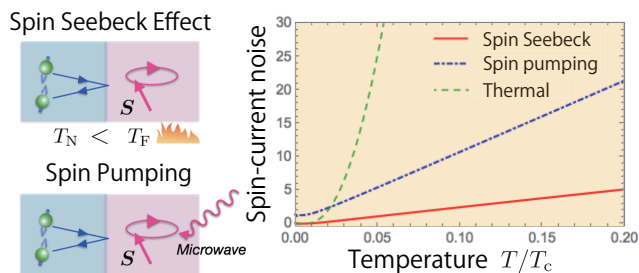 Spin Seebeck Effect
S
T_N < T_F
Spin Pumping
S
Microwave
Spin-current noise
30
25
20
15
10
5
0
0.00 0.05 0.10 0.15 0.20
Temperature T/T_c
Spin Seebeck
Spin pumping
Thermal